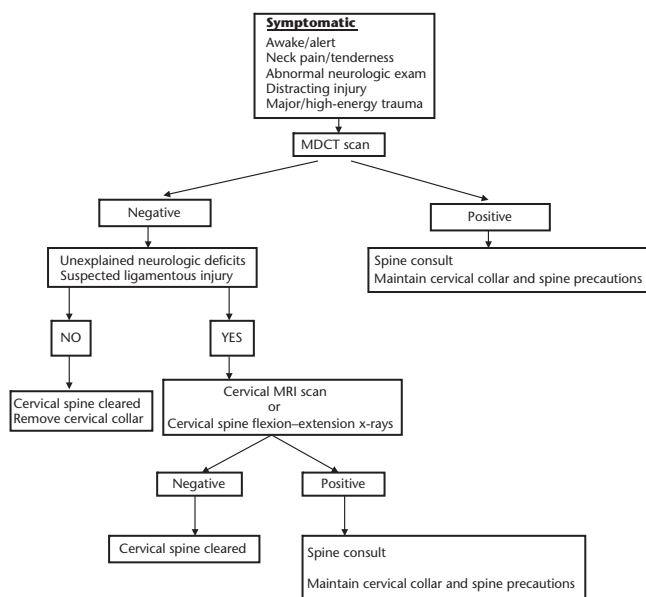 Symptomatic
Awake/alert
Neck pain/tenderness
Abnormal neurologic exam
Distracting injury
Major/high-energy trauma
MDCT scan
Negative
Positive
Unexplained neurologic deficits
Suspected ligamentous injury
Spine consult
Maintain cervical collar and spine precautions
NO
YES
Cervical spine cleared
Remove cervical collar
Cervical MRI scan
or
Cervical spine flexion–extension x-rays
Negative
Positive
Cervical spine cleared
Spine consult
Maintain cervical collar and spine precautions